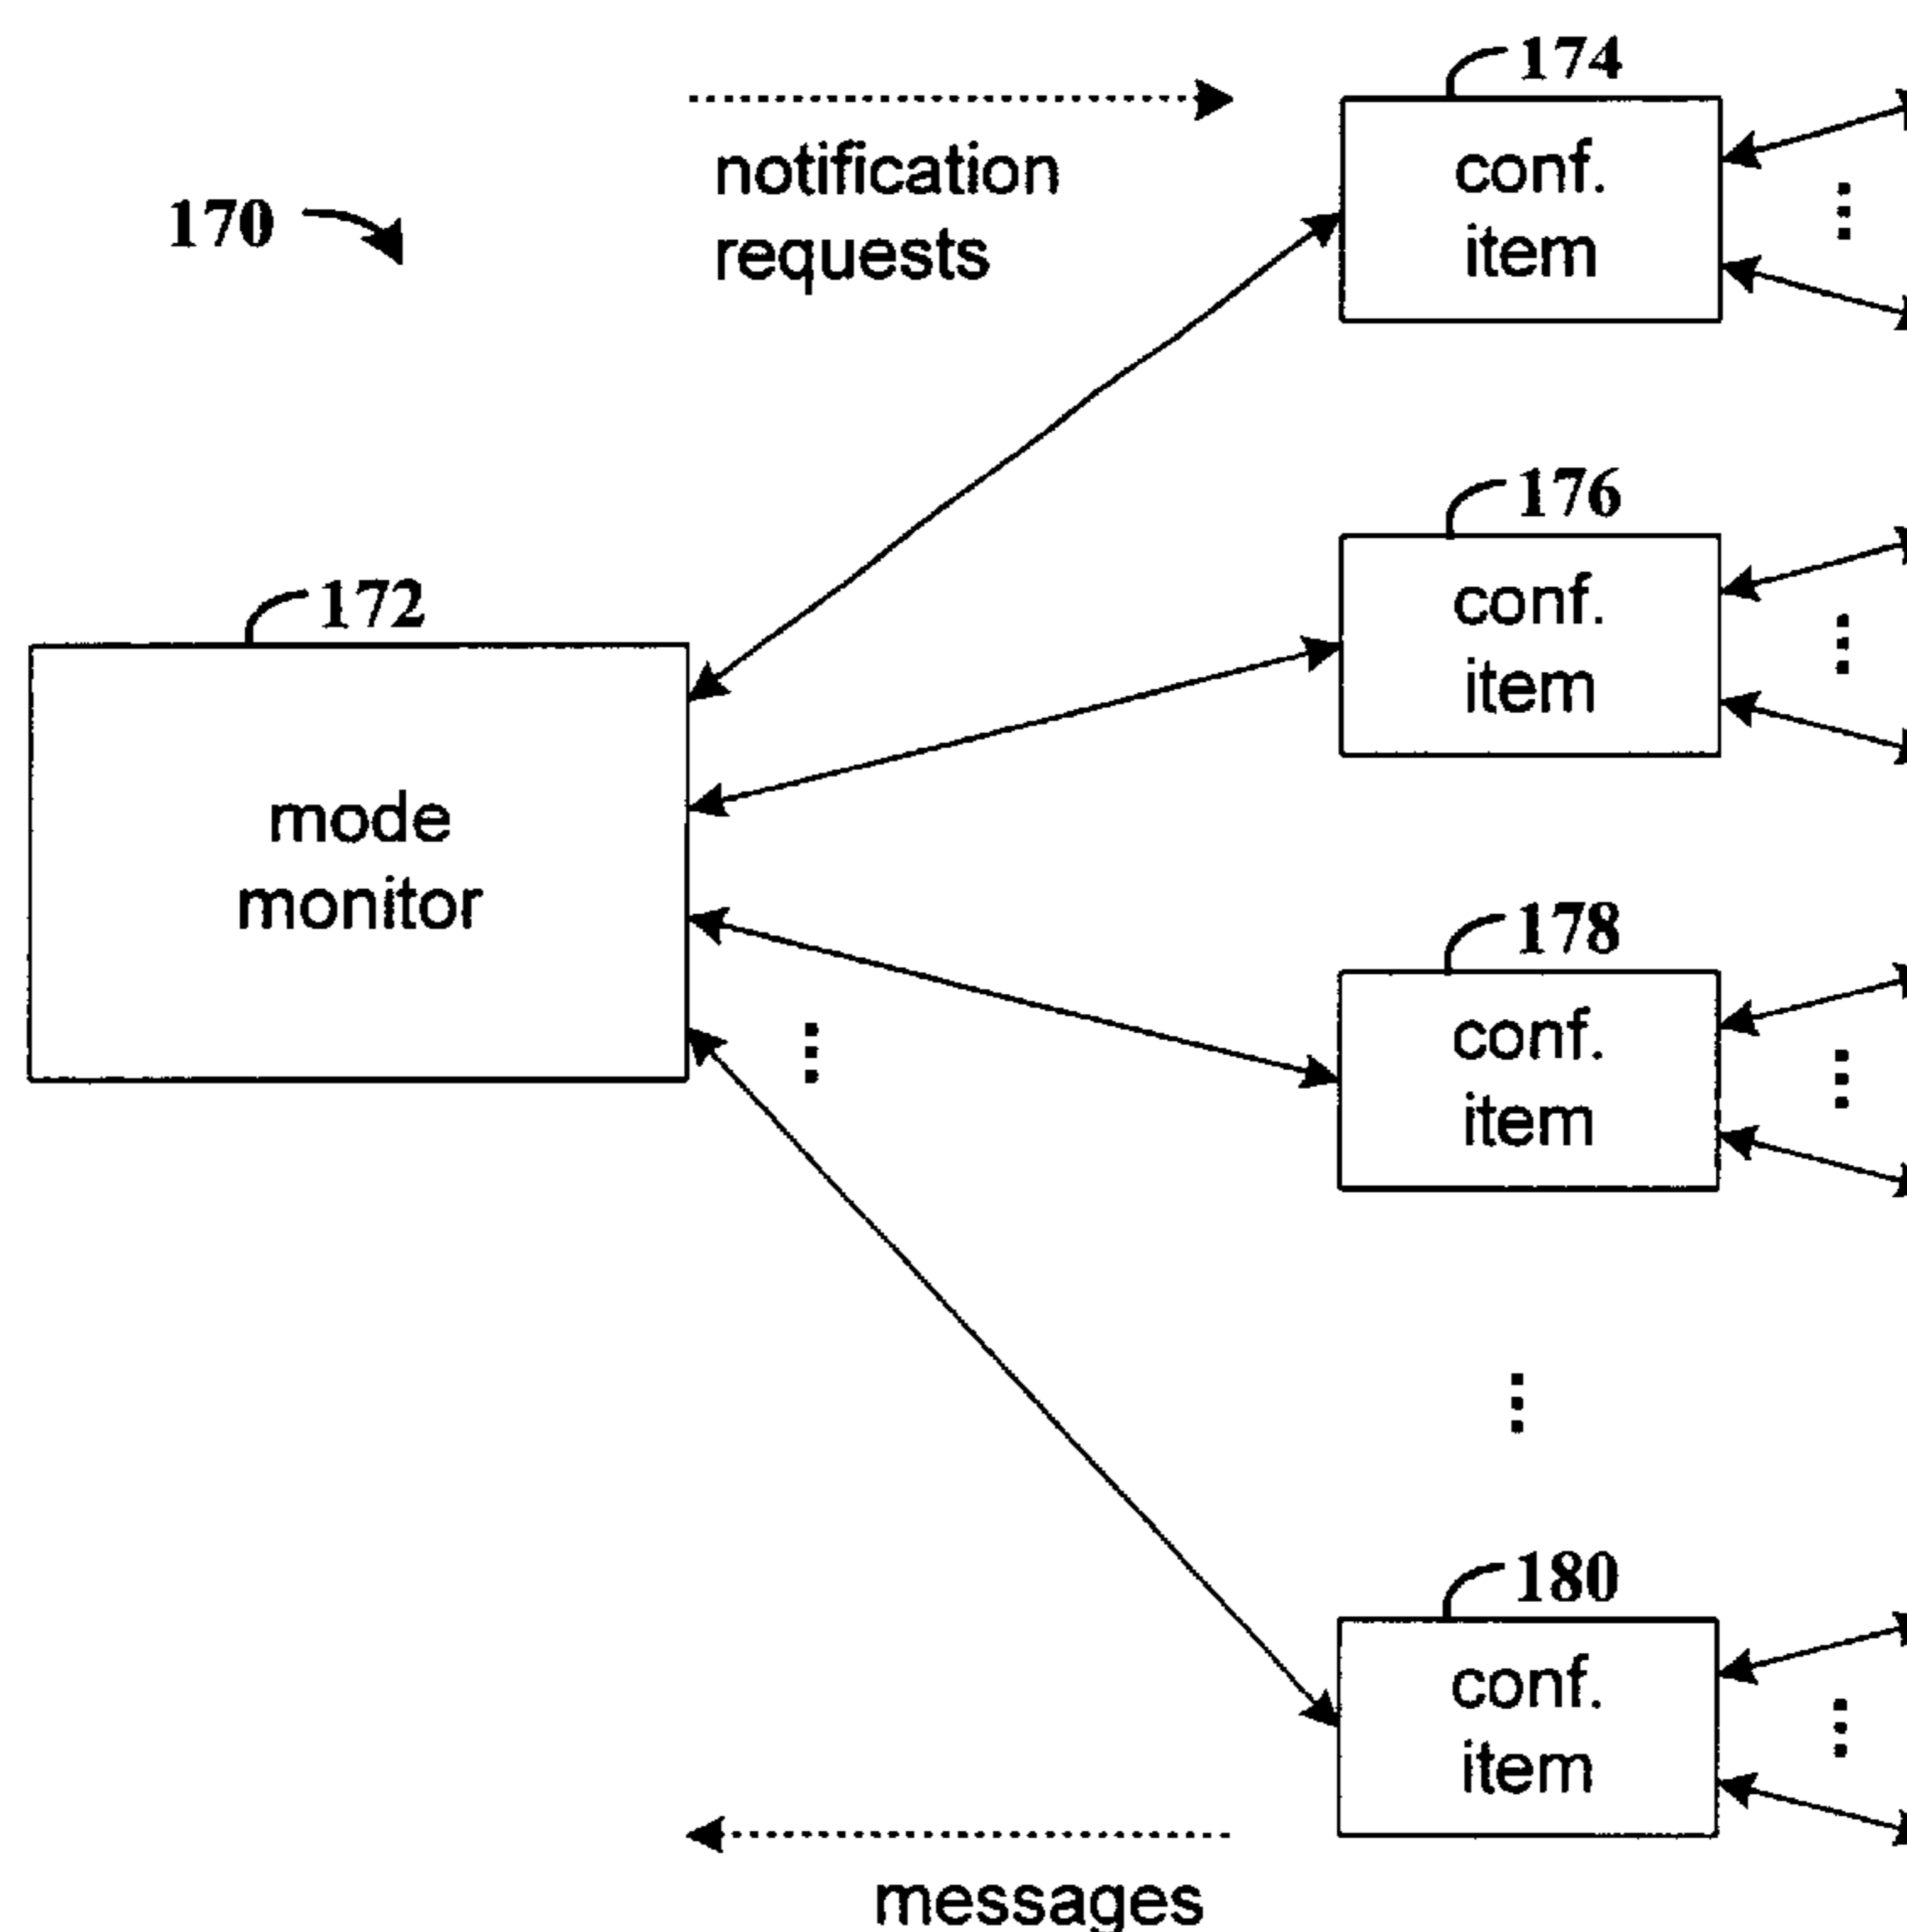 174
notification
requests
170
conf.
item
176
conf.
item
172
mode
monitor
178
conf.
item
180
conf.
item
messages